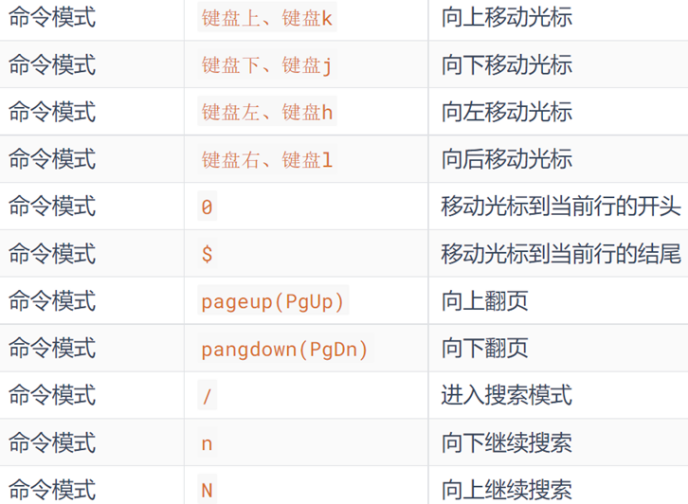 命令模式 键盘上、键盘k 向上移动光标
命令模式 键盘下、键盘j 向下移动光标
命令模式 键盘左、键盘h 向左移动光标
命令模式 键盘右、键盘l 向后移动光标
命令模式 0 移动光标到当前行的开头
命令模式 $ 移动光标到当前行的结尾
命令模式 pageup(PgUp) 向上翻页
命令模式 pangdown(PgDn) 向下翻页
命令模式 / 进入搜索模式
命令模式 n 向下继续搜索
命令模式 N 向上继续搜索